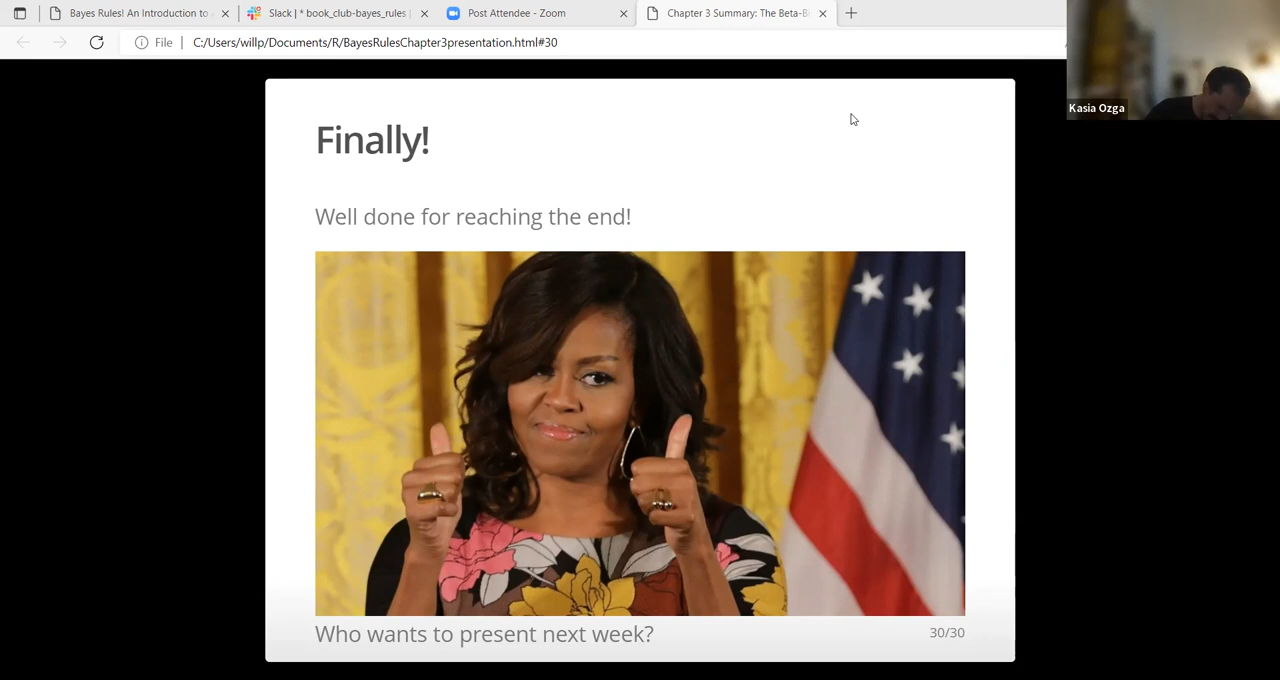 Bayes Rules! An Introduction to
Slack | * book_club-bayes_rules |
Post Attendee - Zoom
Chapter 3 Summary: The Beta-B
File
C:/Users/willp/Documents/R/BayesRulesChapter3presentation.html#30
Kasia Ozga
Finally!
Well done for reaching the end!
Who wants to present next week?
30/30